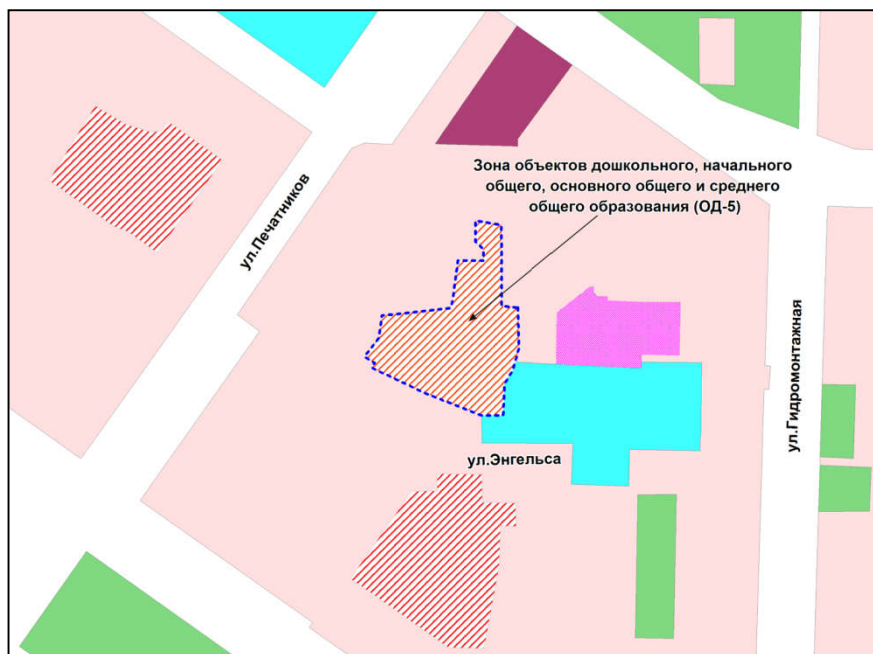 Зона объектов дошкольного, начального
общего, основного общего и среднего
общего образования (ОД-5)
ул.Печатников
ул.Гидромонтажная
ул.Энгельса